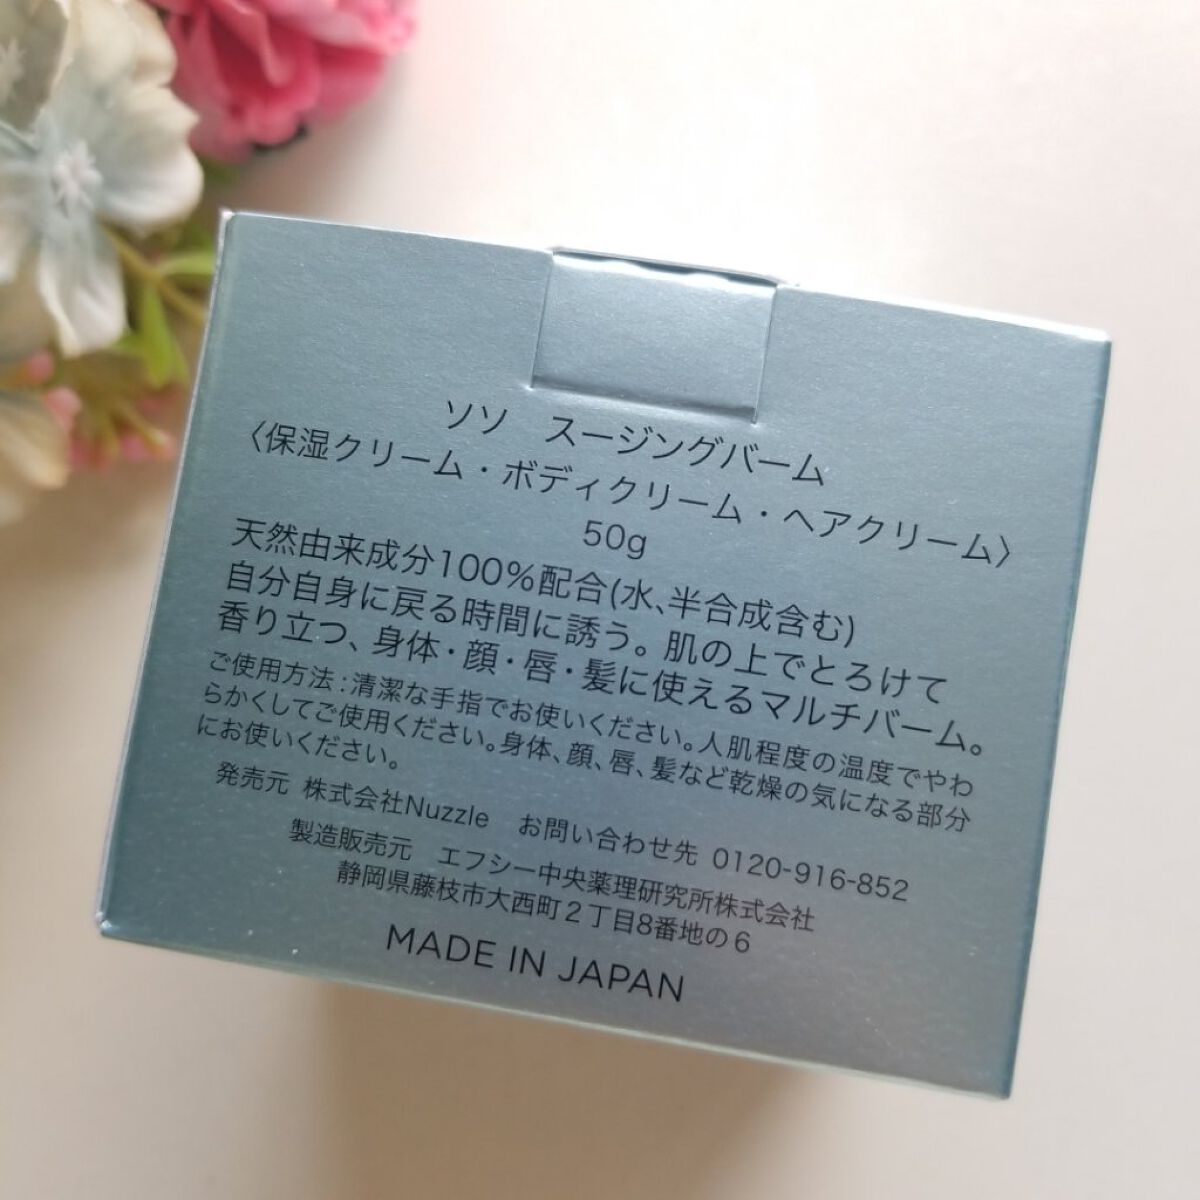 ソソ　スージングバーム
〈保湿クリーム・ボディクリーム・ヘアクリーム〉
50g
天然由来成分100%配合(水、半合成含む)
自分自身に戻る時間に誘う。肌の上でとろけて
香り立つ、身体・顔・唇・髪に使えるマルチバーム。
ご使用方法:清潔な手指でお使いください。人肌程度の温度でやわ
らかくしてご使用ください。身体、顔、唇、髪など乾燥の気になる部分
にお使いください。
発売元 株式会社Nuzzle　お問い合わせ先 0120-916-852
製造販売元　エフシー中央薬理研究所株式会社
静岡県藤枝市大西町2丁目8番地の6
MADE IN JAPAN